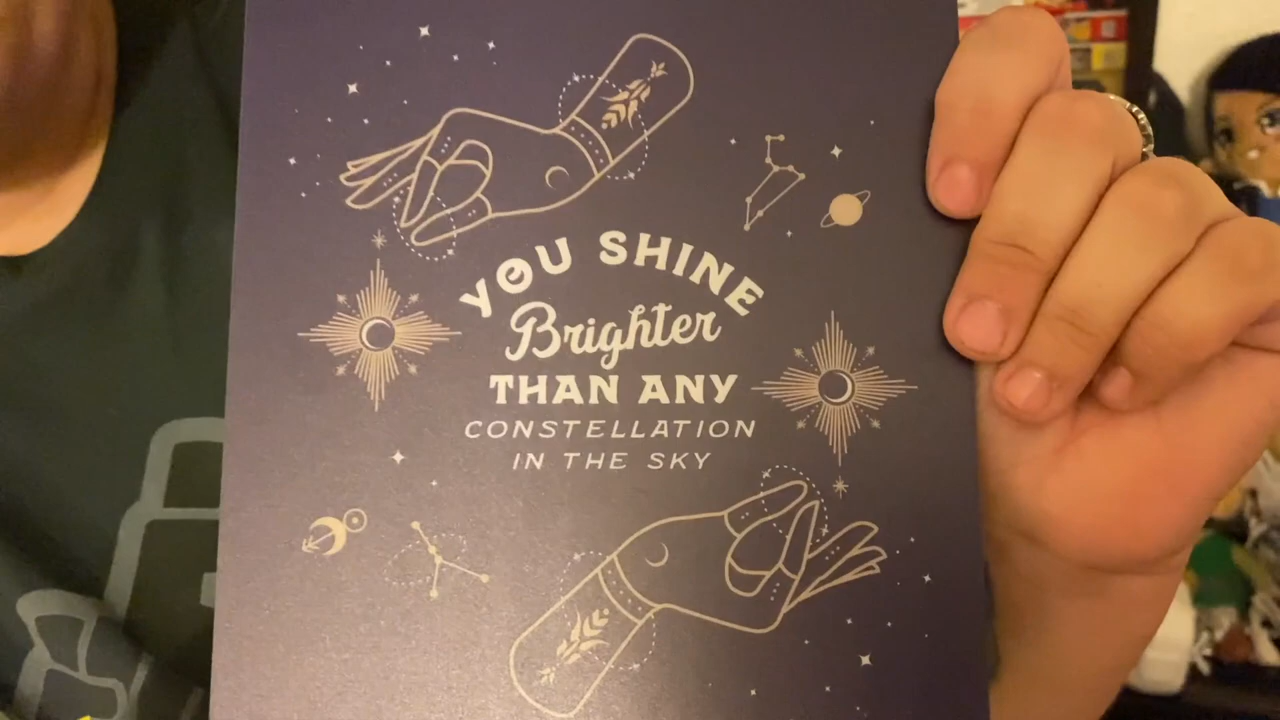 YOU SHINE
Brighter
THAN ANY
CONSTELLATION
IN THE SKY